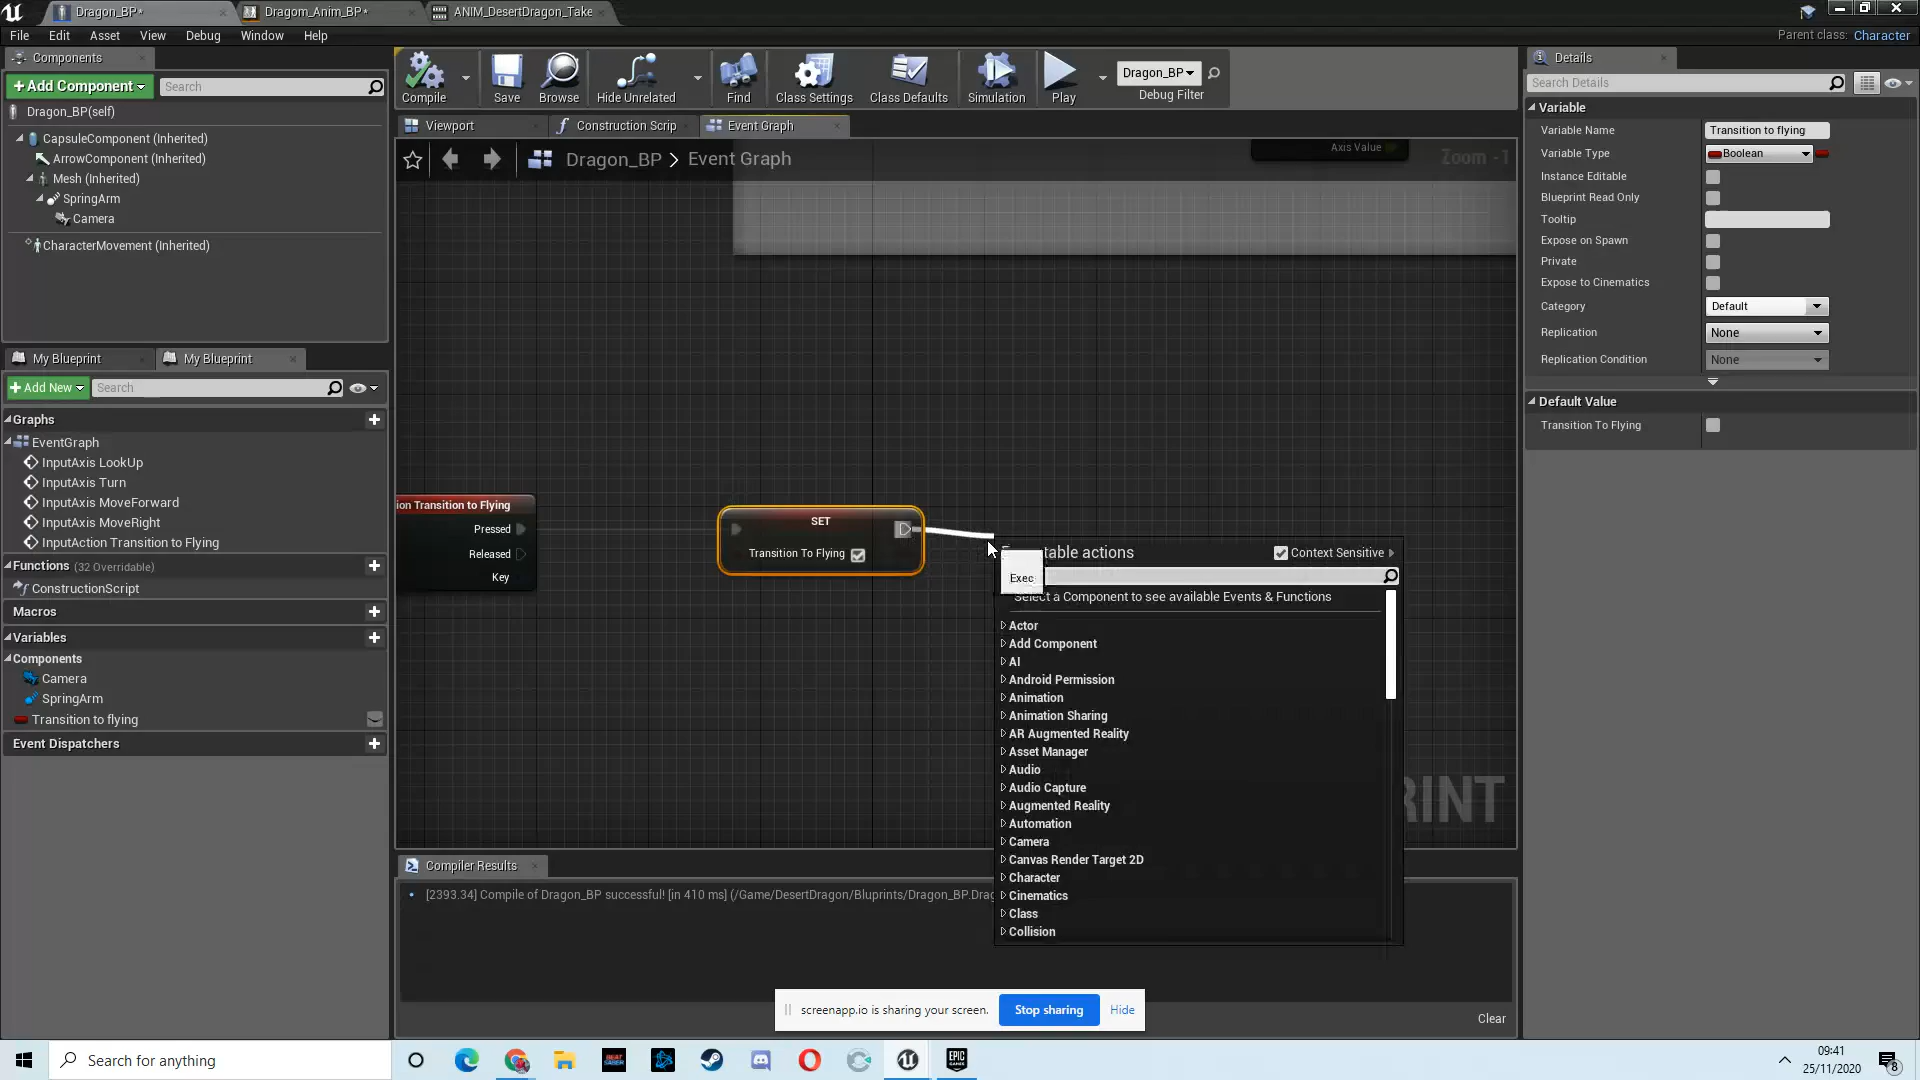 Dragon_BP*
Dragom_Anim_BP*
ANIM_DesertDragon_Take
File Edit Asset View Debug Window Help
Parent class: Character
Components
+Add Component
Search
Dragon_BP(self)
CapsuleComponent (Inherited)
ArrowComponent (Inherited)
Mesh (Inherited)
SpringArm
Camera
CharacterMovement (Inherited)
My Blueprint
My Blueprint
+Add New
Search
Graphs
EventGraph
InputAxis LookUp
InputAxis Turn
InputAxis MoveForward
InputAxis MoveRight
InputAction Transition to Flying
Functions (32 Overridable)
ConstructionScript
Macros
Variables
Components
Camera
SpringArm
Transition to flying
Event Dispatchers
Compile
Save
Browse
Hide Unrelated
Find
Class Settings
Class Defaults
Simulation
Play
Dragon_BP
Debug Filter
Viewport
Construction Scrip
Event Graph
Dragon_BP > Event Graph
Axis Value
Zoom -1
ion Transition to Flying
Pressed
Released
Key
SET
Transition To Flying
table actions
Context Sensitive
Exec
Select a Component to see available Events & Functions
Actor
Add Component
AI
Android Permission
Animation
Animation Sharing
AR Augmented Reality
Asset Manager
Audio
Audio Capture
Augmented Reality
Automation
Camera
Canvas Render Target 2D
Character
Cinematics
Class
Collision
RINT
Compiler Results
[2393.34] Compile of Dragon_BP successful! [in 410 ms] (/Game/DesertDragon/Bluprints/Dragon_BP.Drag
Clear
Details
Search Details
Variable
Variable Name Transition to flying
Variable Type Boolean
Instance Editable
Blueprint Read Only
Tooltip
Expose on Spawn
Private
Expose to Cinematics
Category Default
Replication None
Replication Condition None
Default Value
Transition To Flying
screenapp.io is sharing your screen.
Stop sharing
Hide
Search for anything
BEAT SABER
EPIC GAMES
09:41
25/11/2020
8